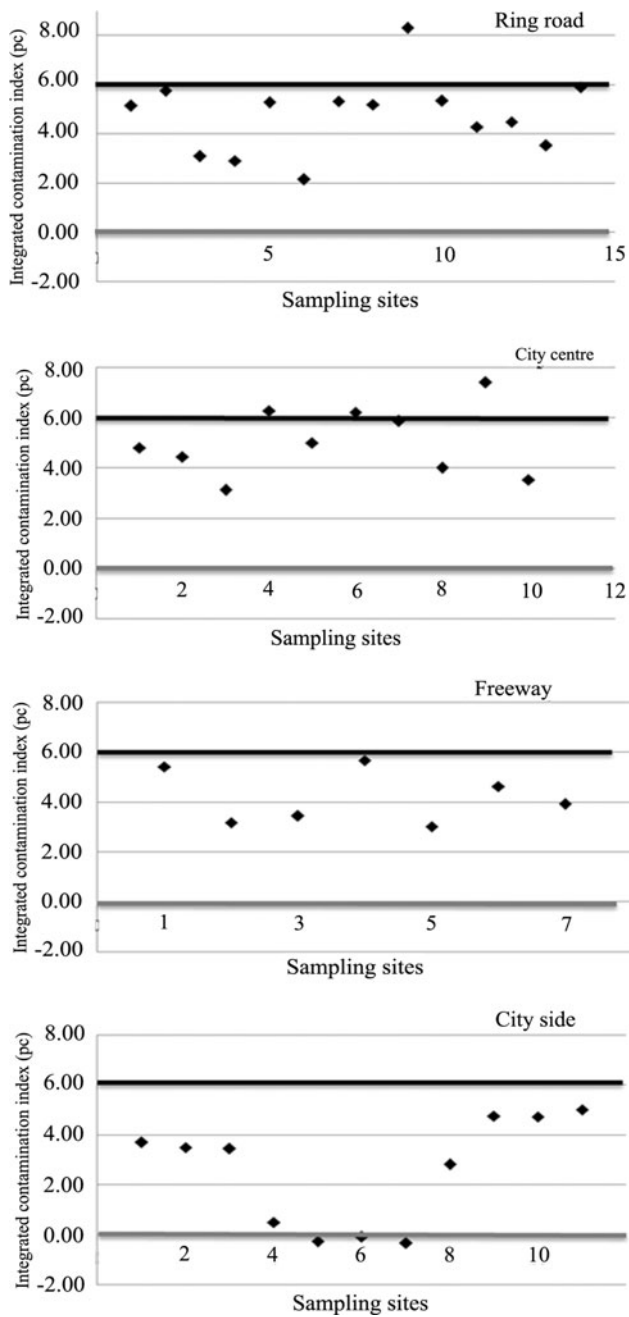 Ring road
Integrated contamination index (pc)
8.00
6.00
4.00
2.00
0.00
-2.00
5 10 15
Sampling sites
City centre
Integrated contamination index (pc)
8.00
6.00
4.00
2.00
0.00
-2.00
2 4 6 8 10 12
Sampling sites
Freeway
Integrated contamination index (pc)
8.00
6.00
4.00
2.00
0.00
-2.00
1 3 5 7
Sampling sites
City side
Integrated contamination index (pc)
8.00
6.00
4.00
2.00
0.00
-2.00
2 4 6 8 10
Sampling sites